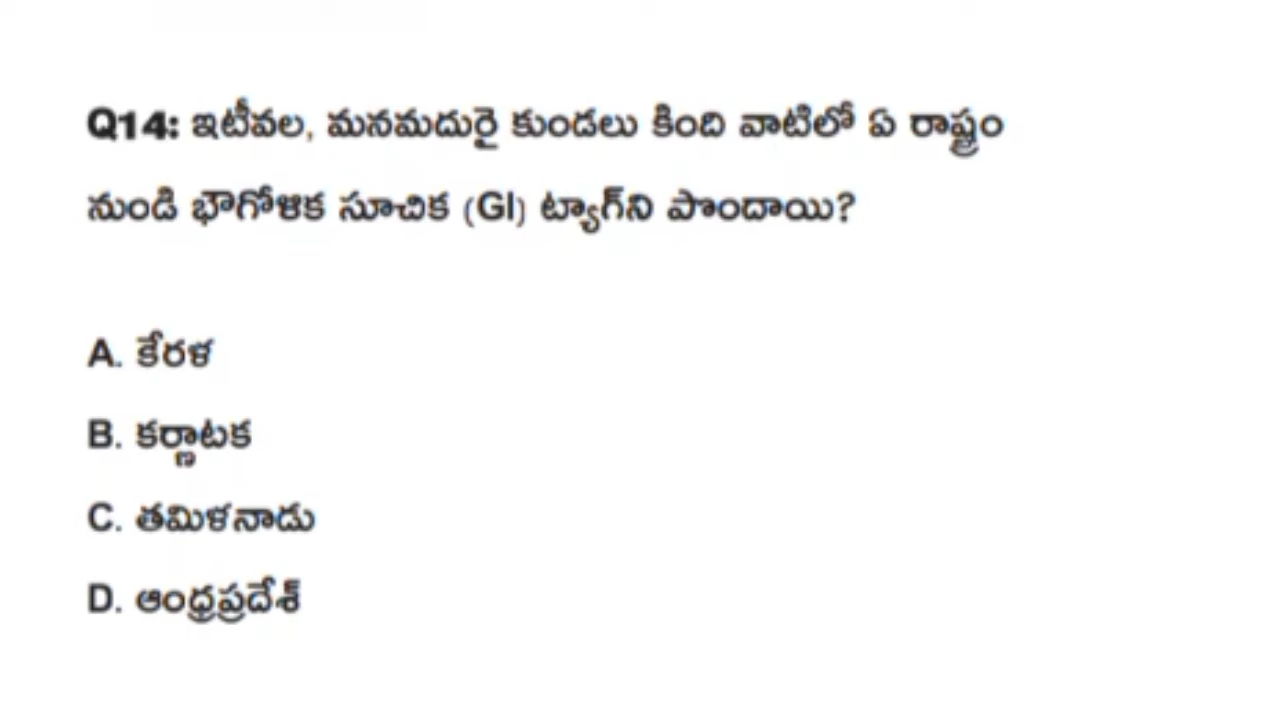 Q14: ఇటీవల, మనమదురై కుండలు కింది వాటిలో ఏ రాష్ట్రం
నుండి భౌగోళిక సూచిక (GI) ట్యాగ్‌ని పొందాయి?
A. కేరళ
B. కర్ణాటక
C. తమిళనాడు
D. ఆంధ్రప్రదేశ్